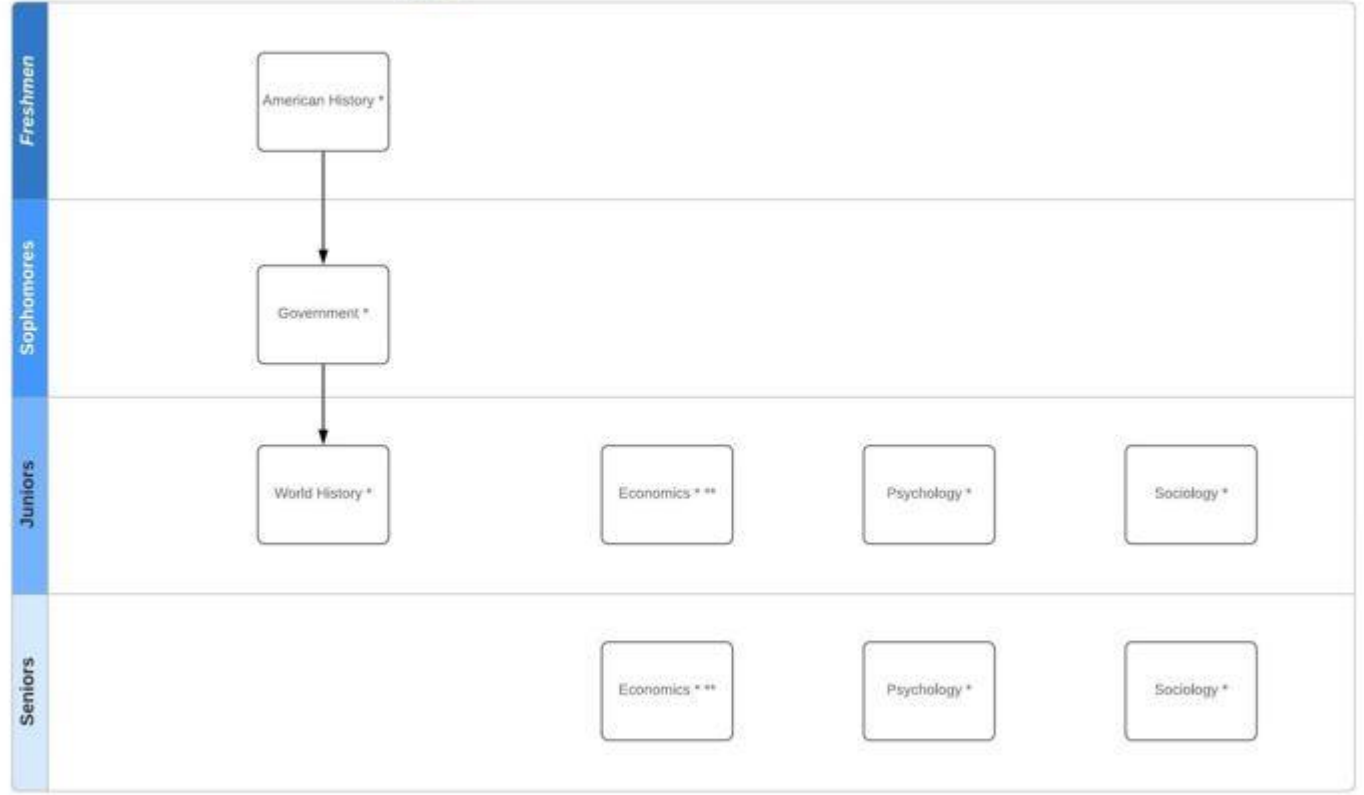 Freshmen
American History *
Sophomores
Government *
Juniors
World History *
Economics * **
Psychology *
Sociology *
Seniors
Economics * **
Psychology *
Sociology *